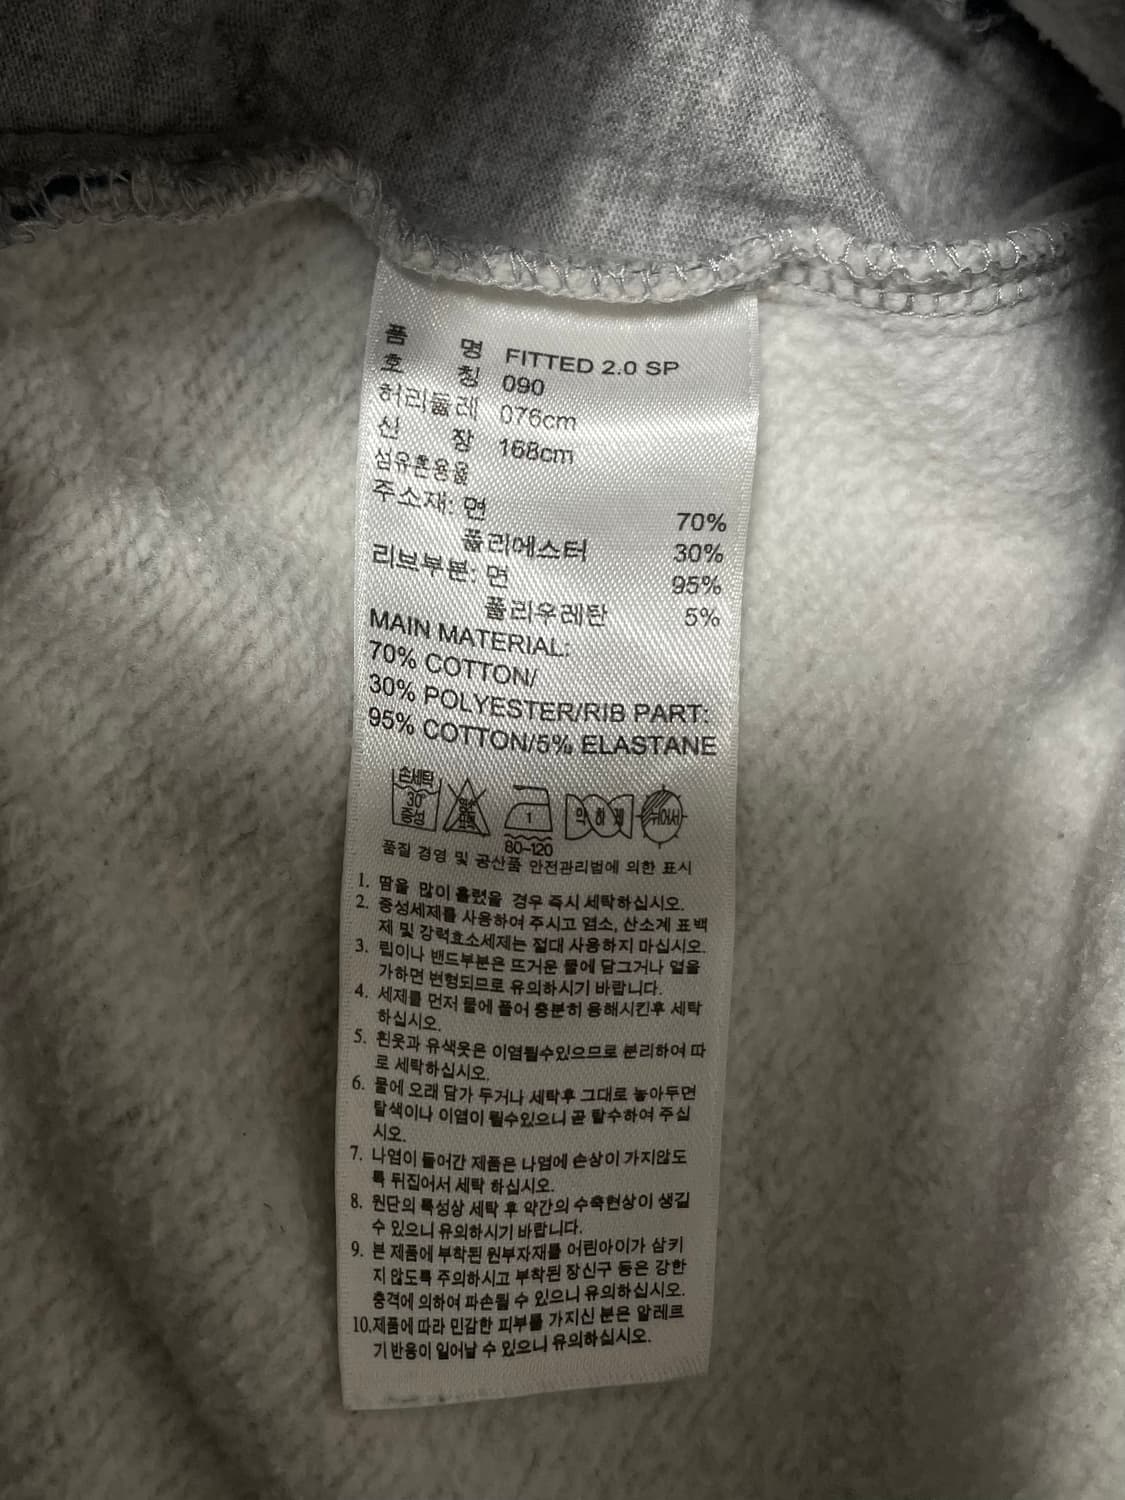 품 명 FITTED 2.0 SP
호 칭 090
허리둘레 076cm
신 장 168cm
섬유혼용율
주소재: 면 70%
폴리에스터 30%
리브부분: 면 95%
폴리우레탄 5%
MAIN MATERIAL:
70% COTTON/
30% POLYESTER/RIB PART:
95% COTTON/5% ELASTANE
손세탁
30°
중성
염소
표백
1
80-120
약하게
뉘어서
품질 경영 및 공산품 안전관리법에 의한 표시
1. 땀을 많이 흘렸을 경우 즉시 세탁하십시오.
2. 중성세제를 사용하여 주시고 염소, 산소계 표백
제 및 강력효소세제는 절대 사용하지 마십시오.
3. 립이나 밴드부분은 뜨거운 물에 담그거나 열을
가하면 변형되므로 유의하시기 바랍니다.
4. 세제를 먼저 물에 풀어 충분히 용해시킨후 세탁
하십시오.
5. 흰옷과 유색옷은 이염될수있으므로 분리하여 따
로 세탁하십시오.
6. 물에 오래 담가 두거나 세탁후 그대로 놓아두면
탈색이나 이염이 될수있으니 곧 탈수하여 주십
시오.
7. 나염이 들어간 제품은 나염에 손상이 가지않도
록 뒤집어서 세탁 하십시오.
8. 원단의 특성상 세탁 후 약간의 수축현상이 생길
수 있으니 유의하시기 바랍니다.
9. 본 제품에 부착된 원부자재를 어린아이가 삼키
지 않도록 주의하시고 부착된 장신구 등은 강한
충격에 의하여 파손될 수 있으니 유의하십시오.
10.제품에 따라 민감한 피부를 가지신 분은 알레르
기 반응이 일어날 수 있으니 유의하십시오.